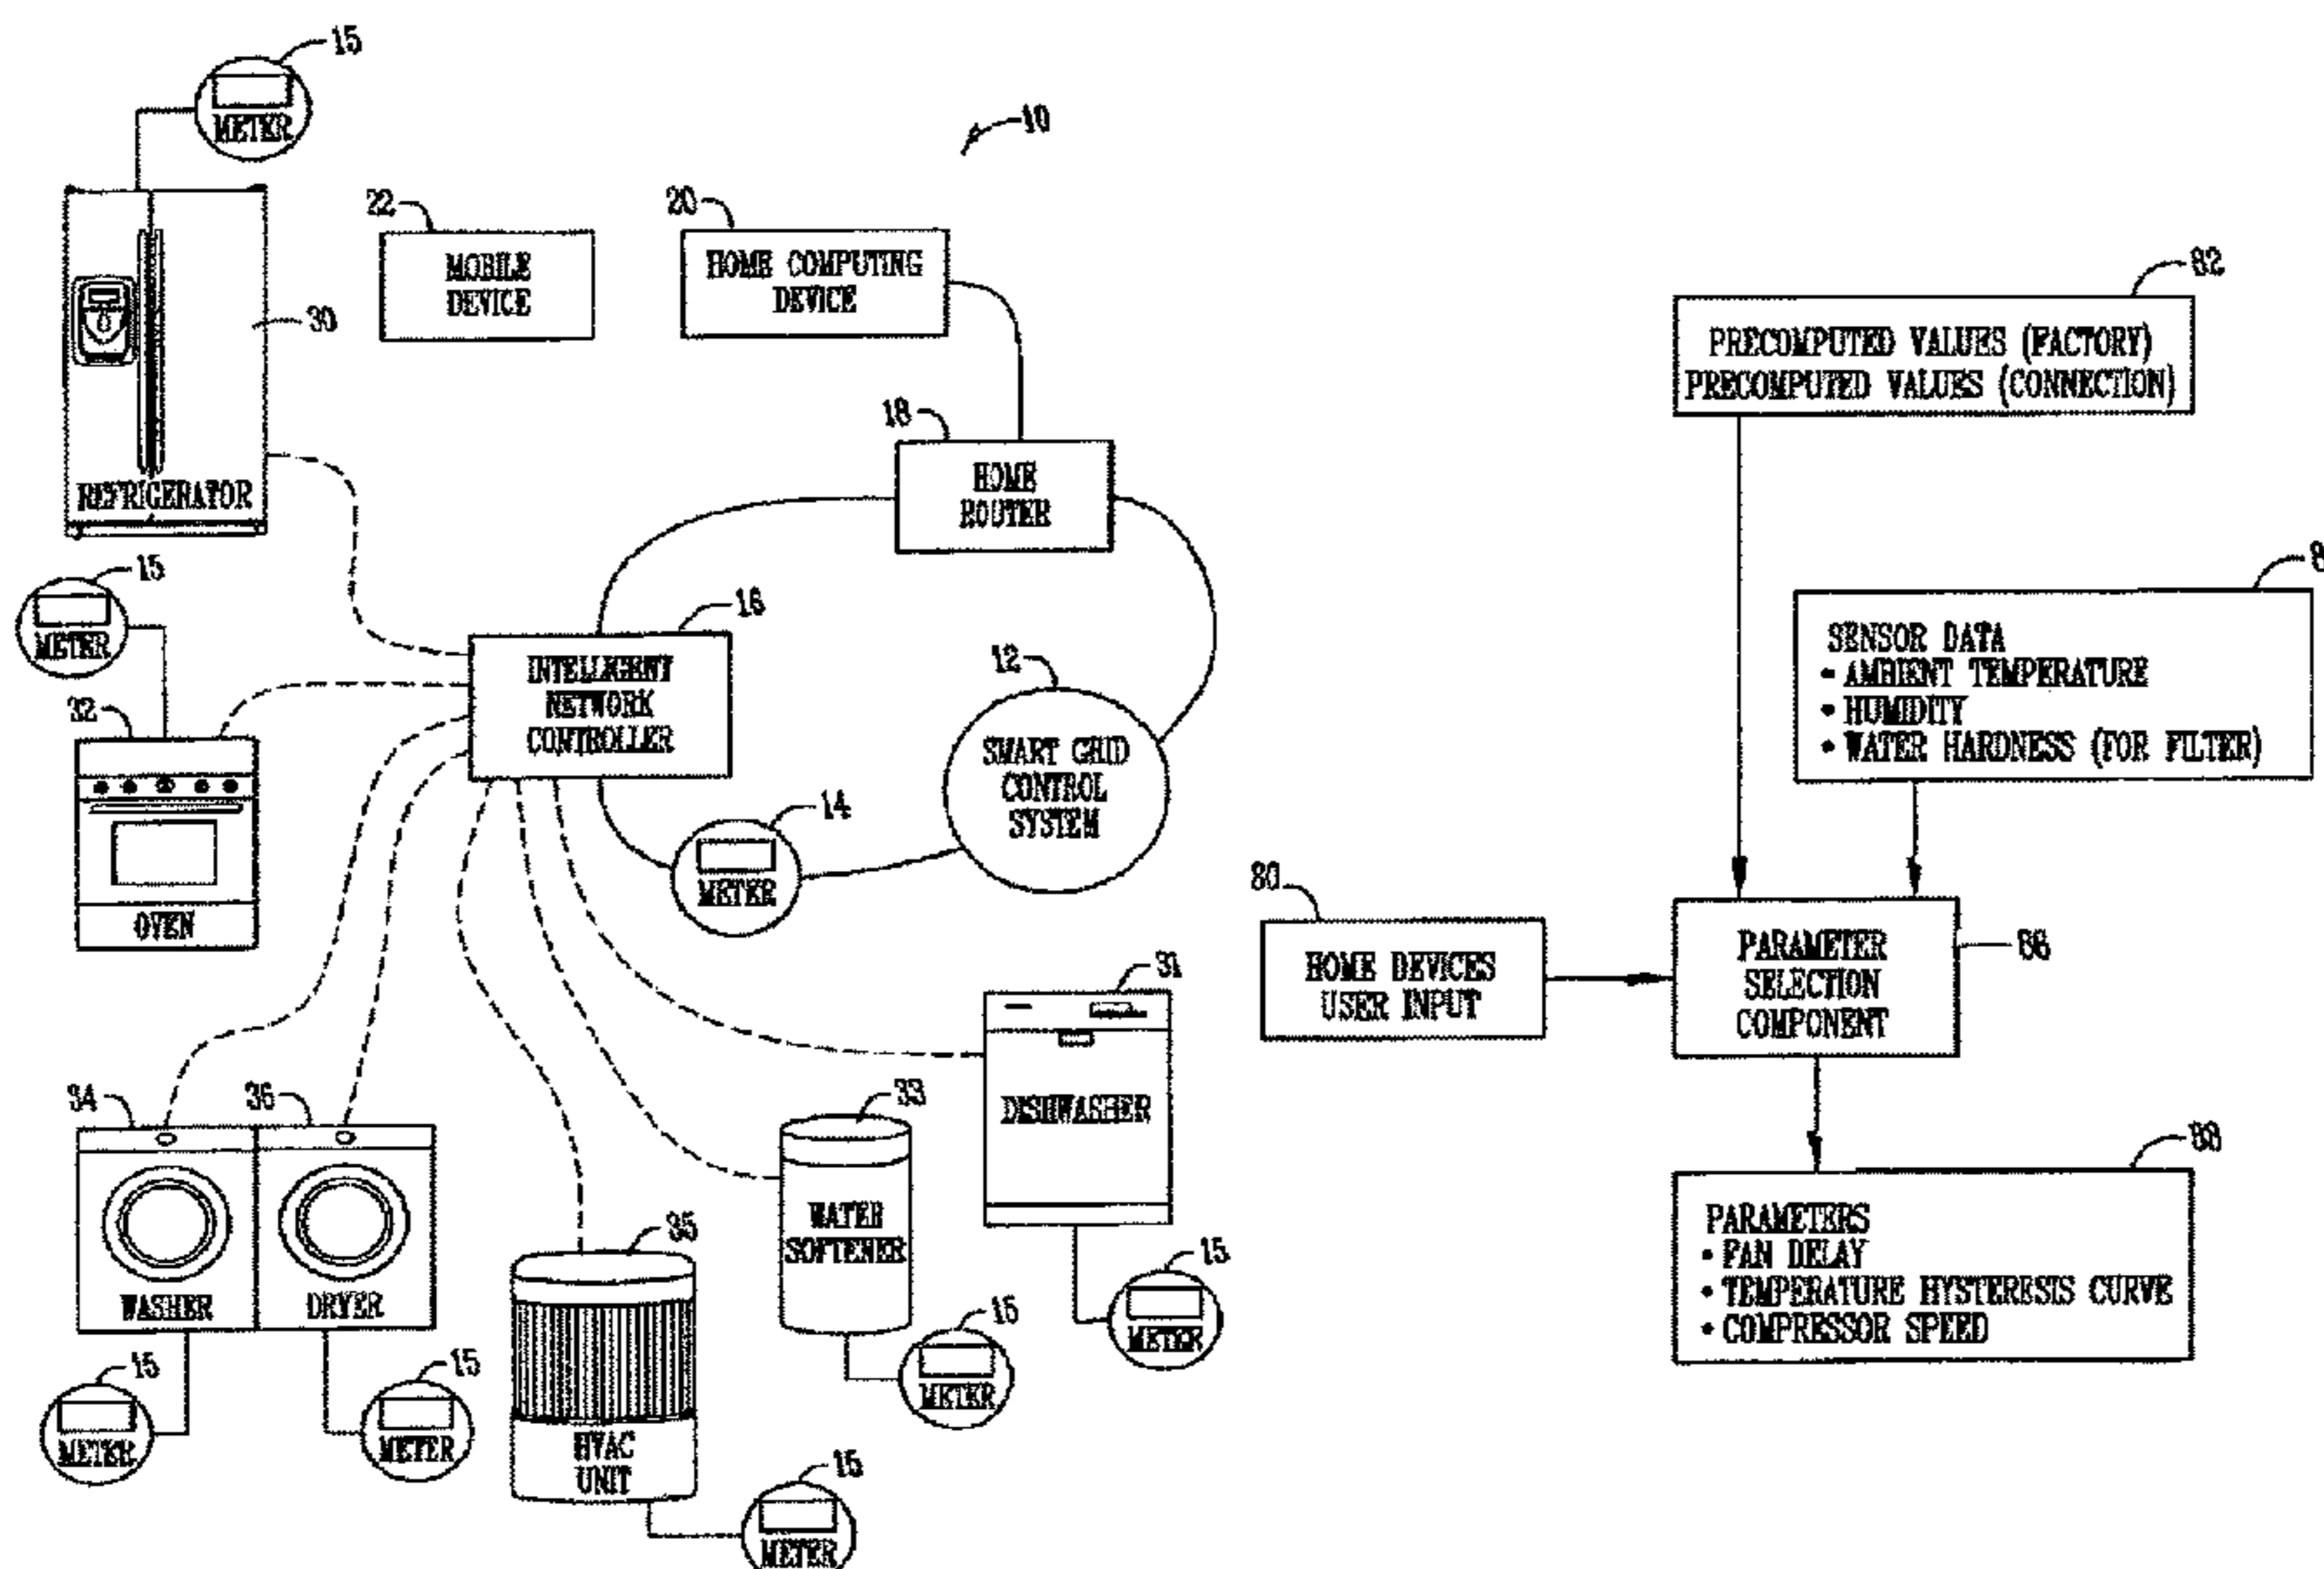 15
METER
10
22
MOBILE
DEVICE
20
HOME COMPUTING
DEVICE
30
REFRIGERATOR
18
HOME
ROUTER
15
METER
16
INTELLIGENT
NETWORK
CONTROLLER
12
SMART GRID
CONTROL
SYSTEM
14
METER
32
OVEN
31
DISHWASHER
15
METER
34
WASHER
36
DRYER
15
METER
15
METER
33
WATER
SOFTENER
15
METER
35
HVAC
UNIT
15
METER
82
PRECOMPUTED VALUES (FACTORY)
PRECOMPUTED VALUES (CONNECTION)
8
SENSOR DATA
• AMBIENT TEMPERATURE
• HUMIDITY
• WATER HARDNESS (FOR FILTER)
80
HOME DEVICES
USER INPUT
PARAMETER
SELECTION
COMPONENT
86
88
PARAMETERS
• FAN DELAY
• TEMPERATURE HYSTERESIS CURVE
• COMPRESSOR SPEED